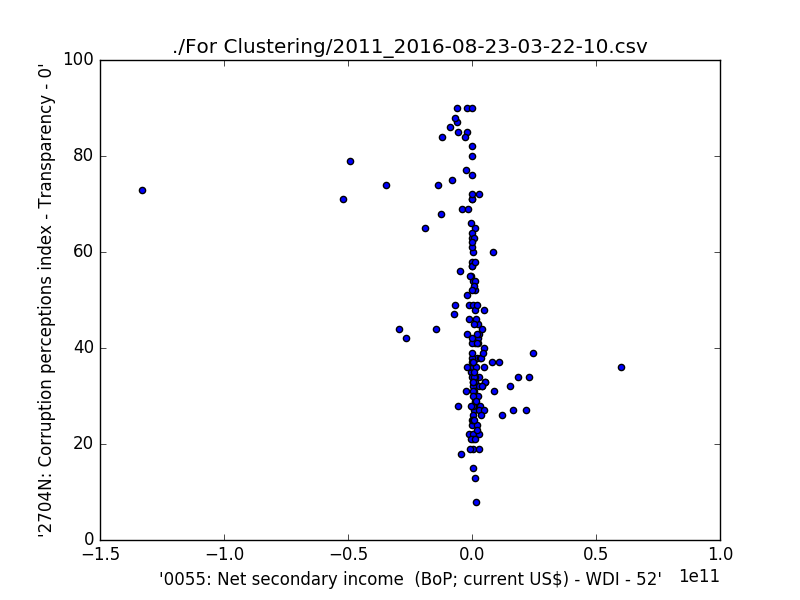 ./For Clustering/2011_2016-08-23-03-22-10.csv
'2704N: Corruption perceptions index - Transparency - 0'
100
80
60
40
20
0
−1.5 −1.0 −0.5 0.0 0.5 1.0
1e11
'0055: Net secondary income  (BoP; current US$) - WDI - 52'